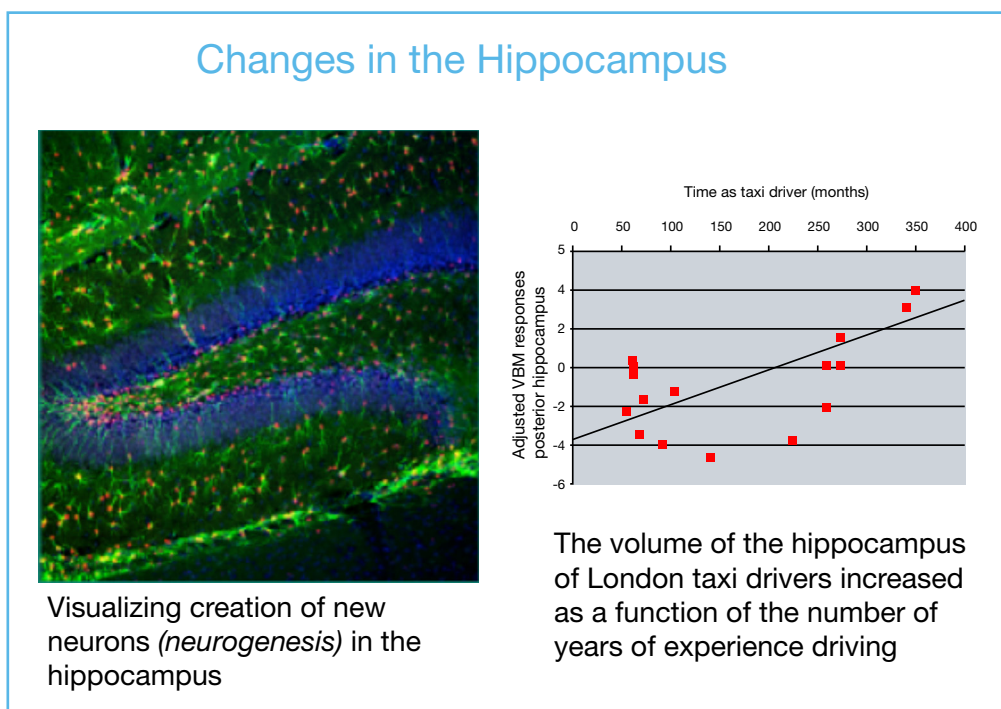 Changes in the Hippocampus
Visualizing creation of new
neurons (neurogenesis) in the
hippocampus
Time as taxi driver (months)
0 50 100 150 200 250 300 350 400
5
4
2
0
-2
-4
-6
Adjusted VBM responses
posterior hippocampus
The volume of the hippocampus
of London taxi drivers increased
as a function of the number of
years of experience driving